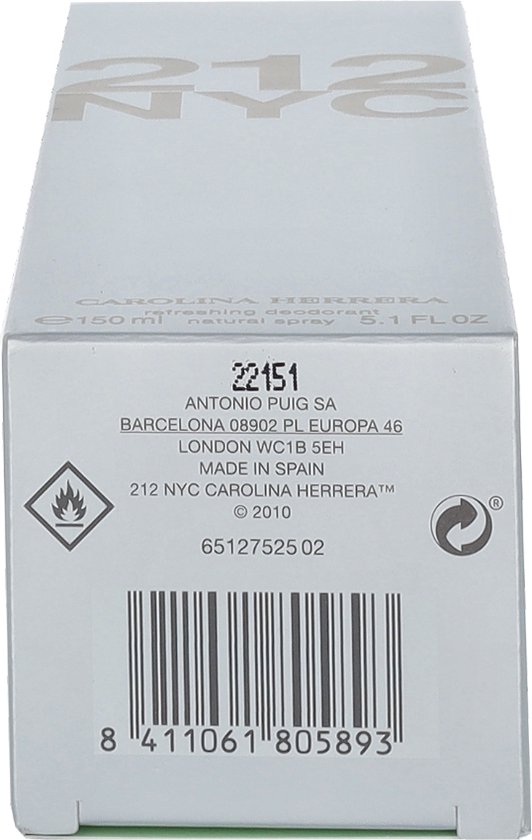 212
NYC
CAROLINA HERRERA
refreshing deodorant
℮150 ml natural spray 5.1 FL OZ
22151
ANTONIO PUIG SA
BARCELONA 08902 PL EUROPA 46
LONDON WC1B 5EH
MADE IN SPAIN
212 NYC CAROLINA HERRERA™
© 2010
®
65127525 02
8 411061 805893